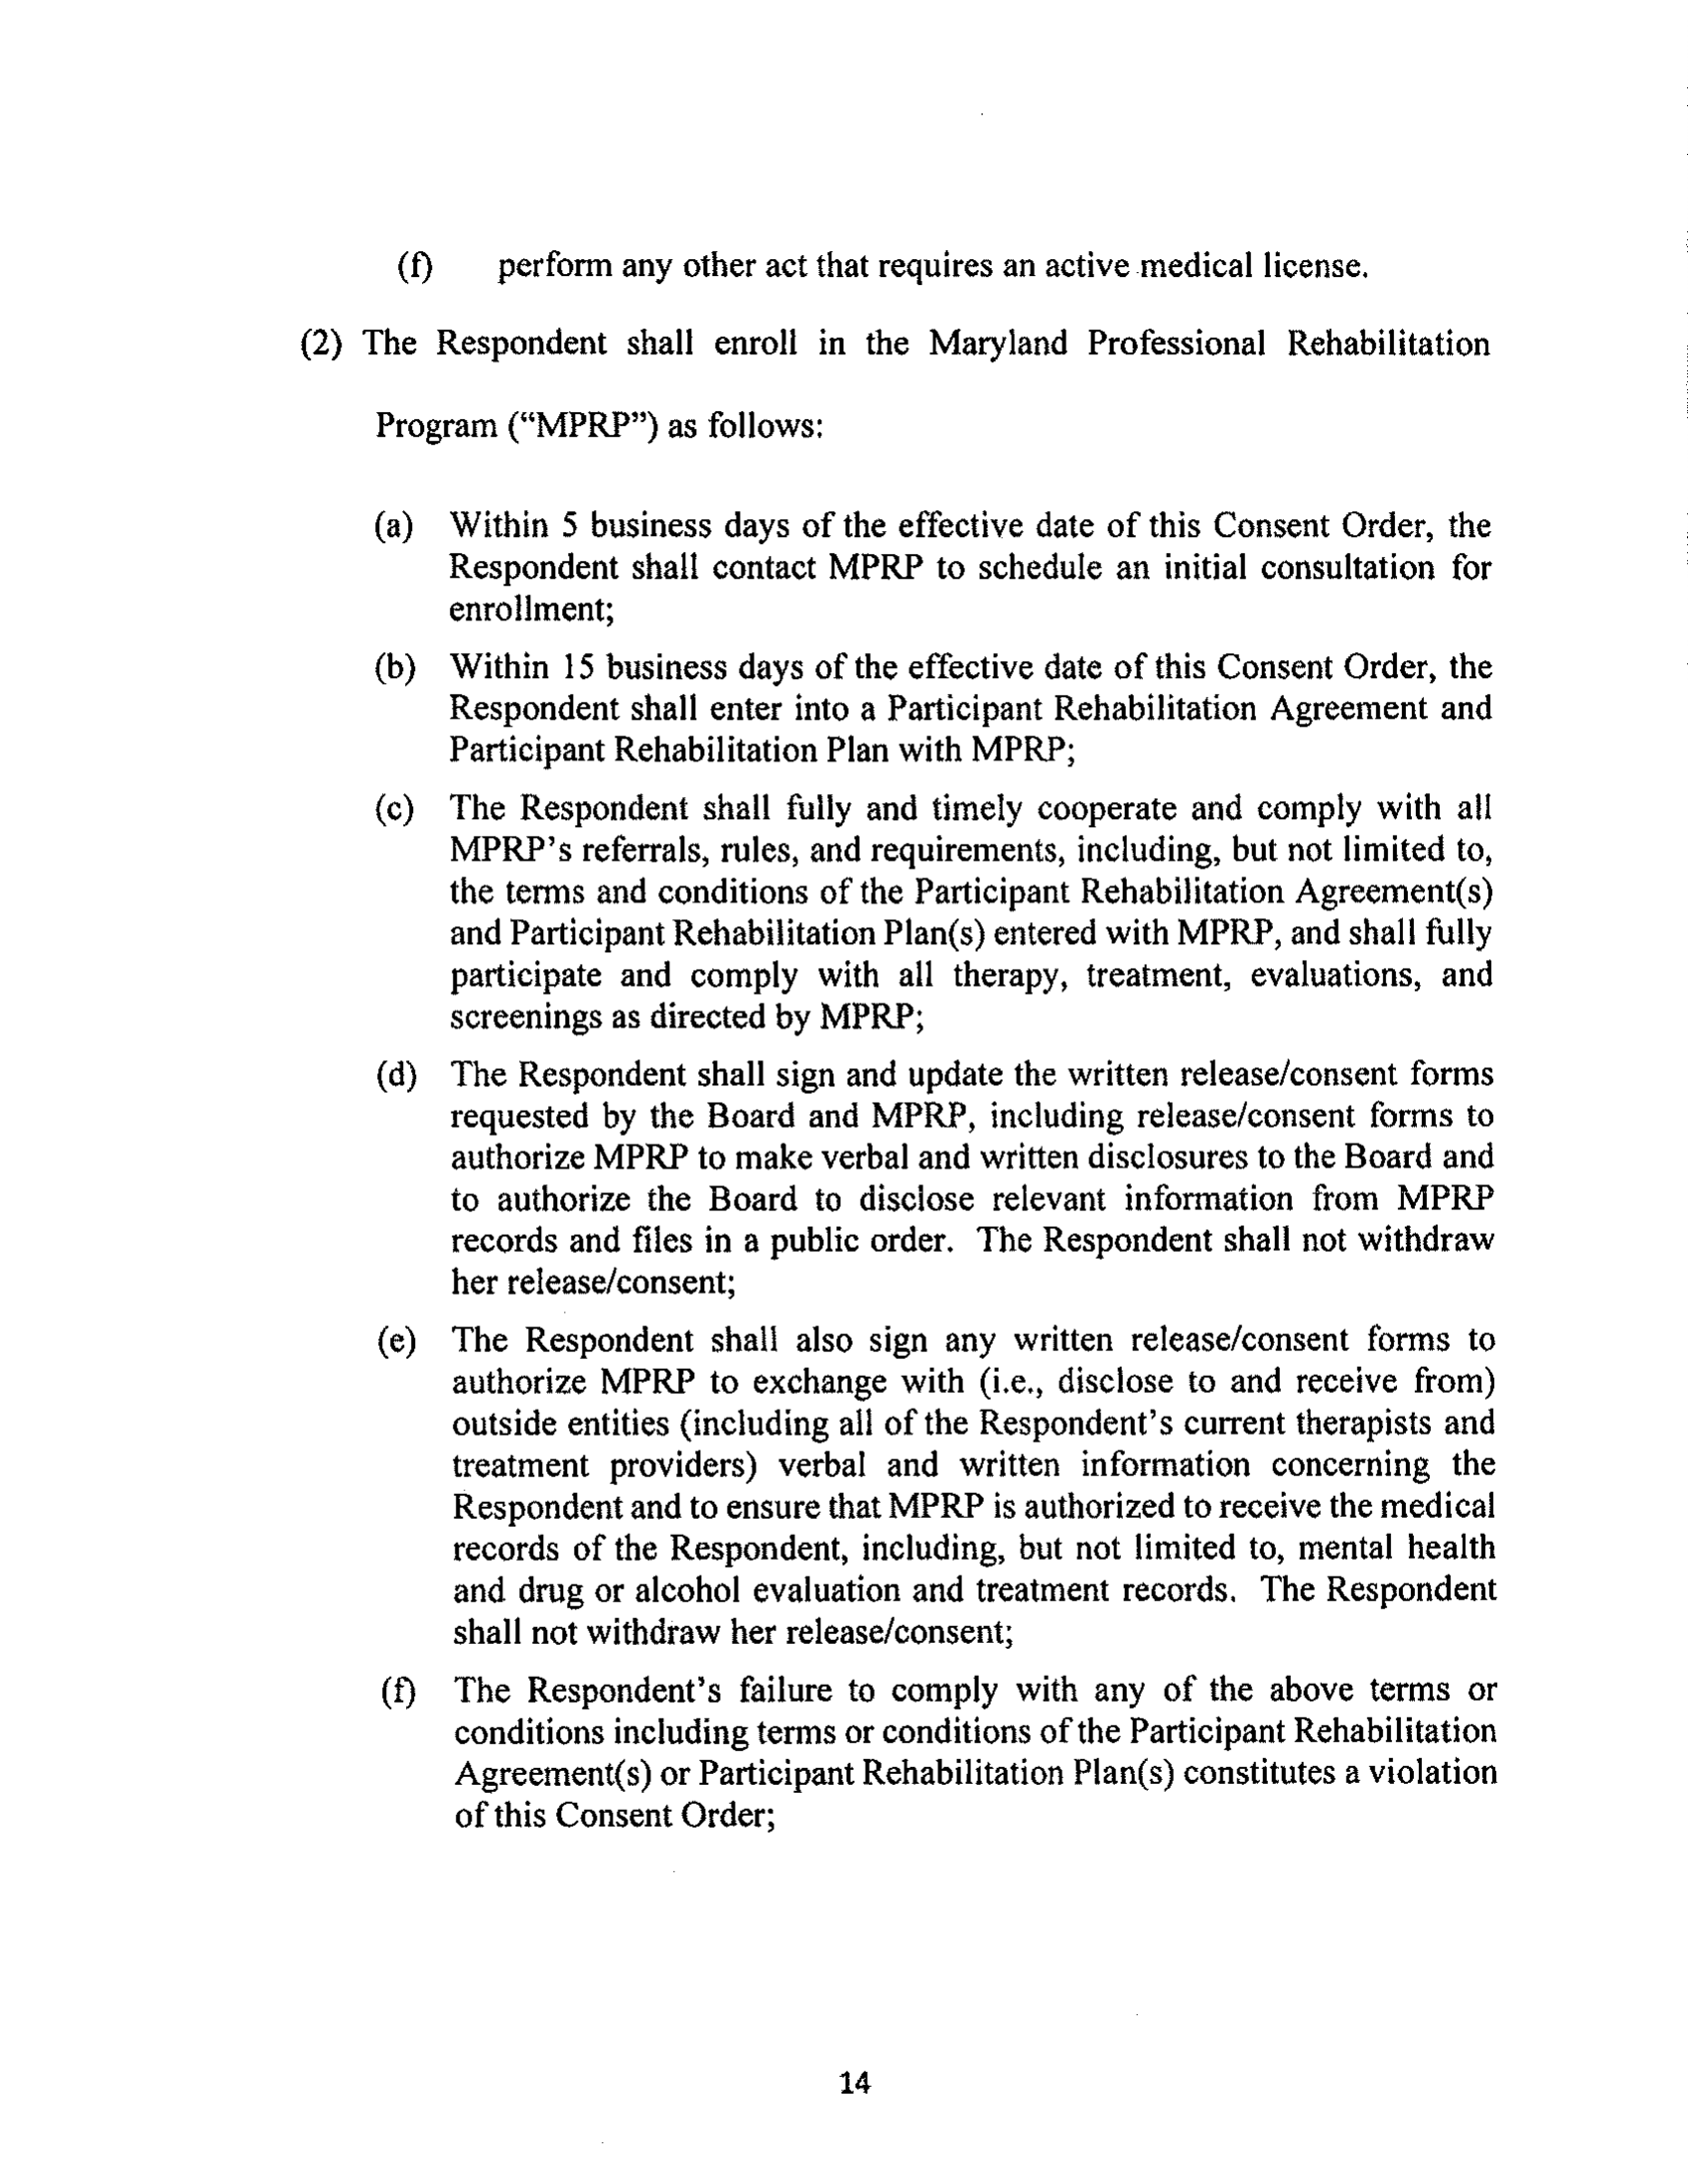 (f) perform any other act that requires an active medical license.
(2) The Respondent shall enroll in the Maryland Professional Rehabilitation
Program (“MPRP”) as follows:
(a) Within 5 business days of the effective date of this Consent Order, the
Respondent shall contact MPRP to schedule an initial consultation for
enrollment;
(b) Within 15 business days of the effective date of this Consent Order, the
Respondent shall enter into a Participant Rehabilitation Agreement and
Participant Rehabilitation Plan with MPRP;
(c) The Respondent shall fully and timely cooperate and comply with all
MPRP’s referrals, rules, and requirements, including, but not limited to,
the terms and conditions of the Participant Rehabilitation Agreement(s)
and Participant Rehabilitation Plan(s) entered with MPRP, and shall fully
participate and comply with all therapy, treatment, evaluations, and
screenings as directed by MPRP;
(d) The Respondent shall sign and update the written release/consent forms
requested by the Board and MPRP, including release/consent forms to
authorize MPRP to make verbal and written disclosures to the Board and
to authorize the Board to disclose relevant information from MPRP
records and files in a public order. The Respondent shall not withdraw
her release/consent;
(e) The Respondent shall also sign any written release/consent forms to
authorize MPRP to exchange with (i.e., disclose to and receive from)
outside entities (including all of the Respondent’s current therapists and
treatment providers) verbal and written information concerning the
Respondent and to ensure that MPRP is authorized to receive the medical
records of the Respondent, including, but not limited to, mental health
and drug or alcohol evaluation and treatment records. The Respondent
shall not withdraw her release/consent;
(f) The Respondent’s failure to comply with any of the above terms or
conditions including terms or conditions of the Participant Rehabilitation
Agreement(s) or Participant Rehabilitation Plan(s) constitutes a violation
of this Consent Order;
14